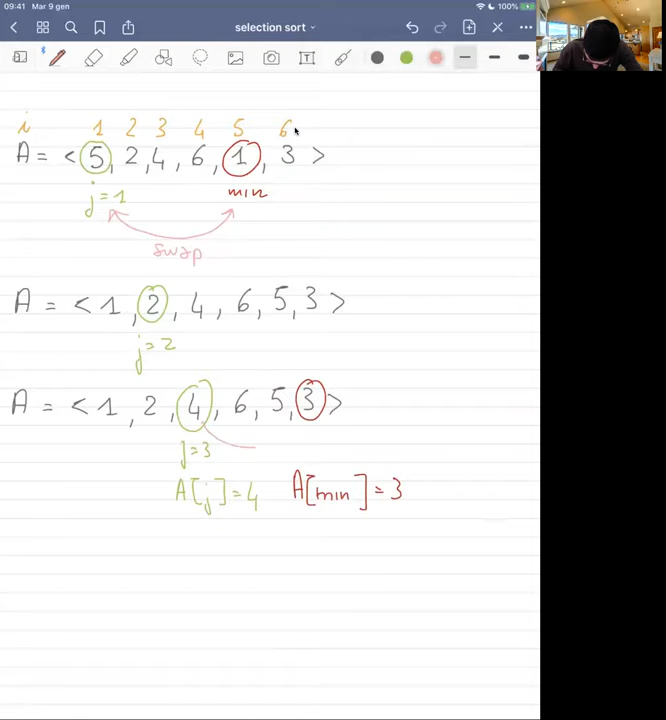 09:41 Mar 9 gen 100%
selection sort
i 1 2 3 4 5 6
A = < 5, 2, 4, 6, 1, 3 >
j = 1 min
swap
A = < 1, 2, 4, 6, 5, 3 >
j = 2
A = < 1, 2, 4, 6, 5, 3 >
j = 3
A[j] = 4 A[min] = 3